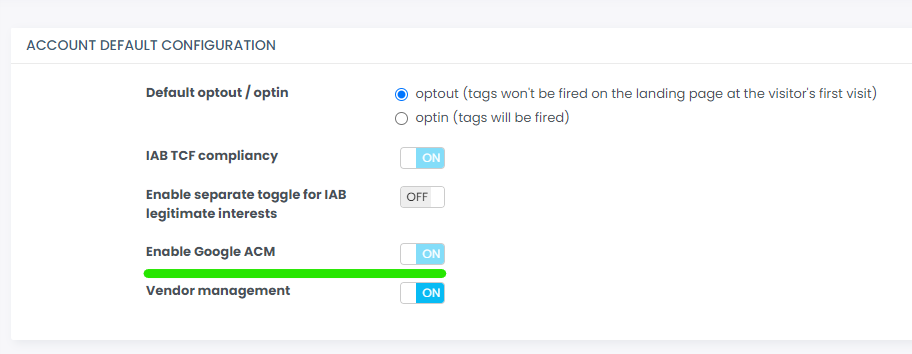 ACCOUNT DEFAULT CONFIGURATION
Default optout / optin
optout (tags won't be fired on the landing page at the visitor's first visit)
optin (tags will be fired)
IAB TCF compliancy
ON
Enable separate toggle for IAB
legitimate interests
OFF
Enable Google ACM
ON
Vendor management
ON